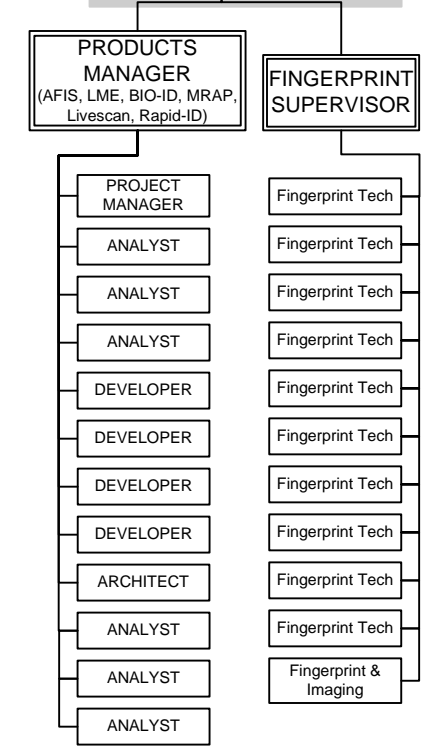 PRODUCTS
MANAGER
(AFIS, LME, BIO-ID, MRAP,
Livescan, Rapid-ID)
PROJECT
MANAGER
ANALYST
ANALYST
ANALYST
DEVELOPER
DEVELOPER
DEVELOPER
DEVELOPER
ARCHITECT
ANALYST
ANALYST
ANALYST
FINGERPRINT
SUPERVISOR
Fingerprint Tech
Fingerprint Tech
Fingerprint Tech
Fingerprint Tech
Fingerprint Tech
Fingerprint Tech
Fingerprint Tech
Fingerprint Tech
Fingerprint Tech
Fingerprint Tech
Fingerprint &
Imaging